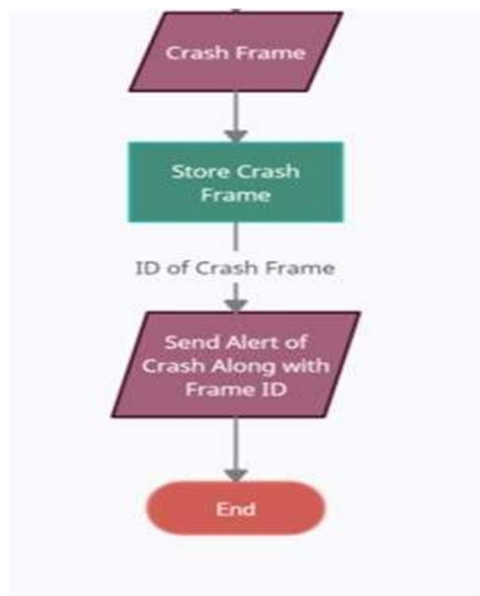 Crash Frame
Store Crash
Frame
ID of Crash Frame
Send Alert of
Crash Along with
Frame ID
End